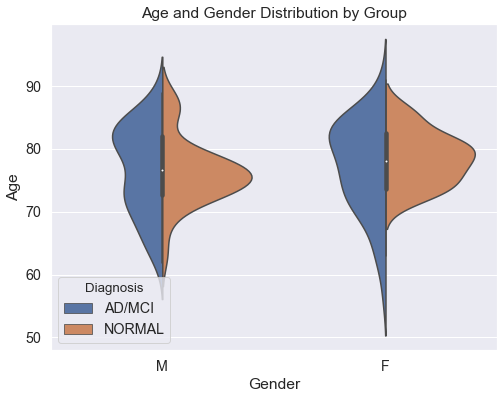 Age and Gender Distribution by Group
90
80
70
60
50
Age
Diagnosis
AD/MCI
NORMAL
M
F
Gender